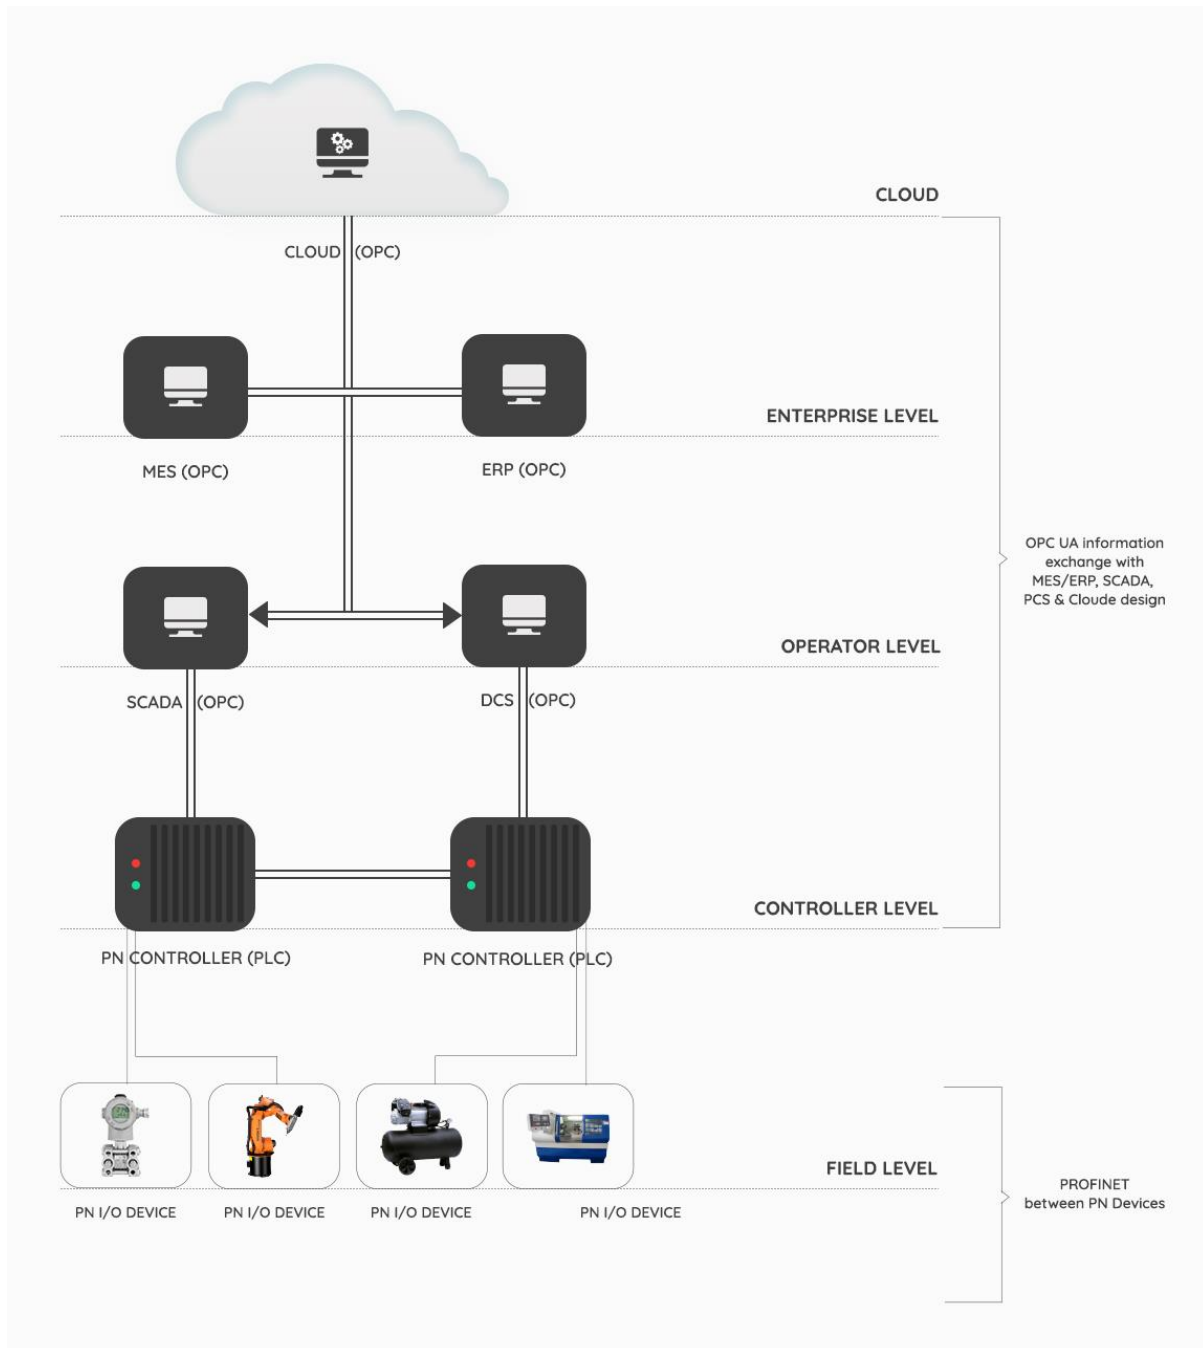 CLOUD
CLOUD (OPC)
ENTERPRISE LEVEL
MES (OPC)
ERP (OPC)
OPC UA information
exchange with
MES/ERP, SCADA,
PCS & Cloude design
OPERATOR LEVEL
SCADA (OPC)
DCS (OPC)
CONTROLLER LEVEL
PN CONTROLLER (PLC)
PN CONTROLLER (PLC)
FIELD LEVEL
PROFINET
between PN Devices
PN I/O DEVICE
PN I/O DEVICE
PN I/O DEVICE
PN I/O DEVICE